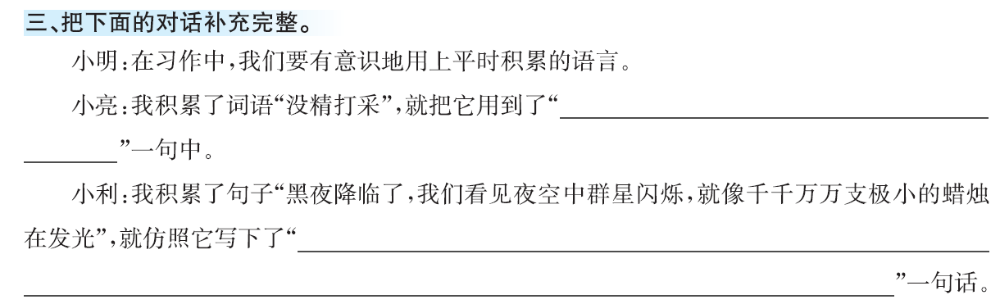 三、把下面的对话补充完整。
小明:在习作中,我们要有意识地用上平时积累的语言。
小亮:我积累了词语“没精打采”,就把它用到了“
”一句中。
小利:我积累了句子“黑夜降临了,我们看见夜空中群星闪烁,就像千千万万支极小的蜡烛
在发光”,就仿照它写下了“
”一句话。